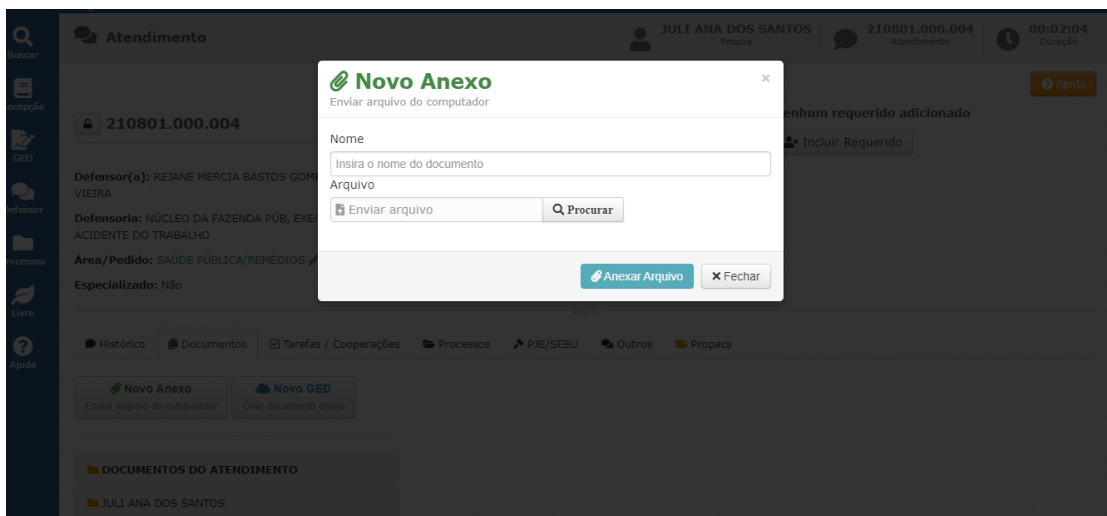 Atendimento
JULI ANA DOS SANTOS
Pessoa
210801.000.004
Atendimento
00:02:04
Duração
Buscar
ecepção
GED
Defensor
rocessos
Livre
Ajuda
Ajuda
210801.000.004
Defensor(a): REJANE MERCIA BASTOS GOM
VIEIRA
Defensoria: NÚCLEO DA FAZENDA PÚB, EXEC
ACIDENTE DO TRABALHO
Área/Pedido: SAÚDE PÚBLICA/REMÉDIOS
Especializado: Não
enhum requerido adicionado
Incluir Requerido
Novo Anexo
×
Enviar arquivo do computador
Nome
Insira o nome do documento
Arquivo
Enviar arquivo
Procurar
Anexar Arquivo
Fechar
Histórico
Documentos
Tarefas / Cooperações
Processos
PJE/SEEU
Outros
Propacs
Novo Anexo
Enviar arquivo do computador
Novo GED
Criar documento online
DOCUMENTOS DO ATENDIMENTO
JULI ANA DOS SANTOS